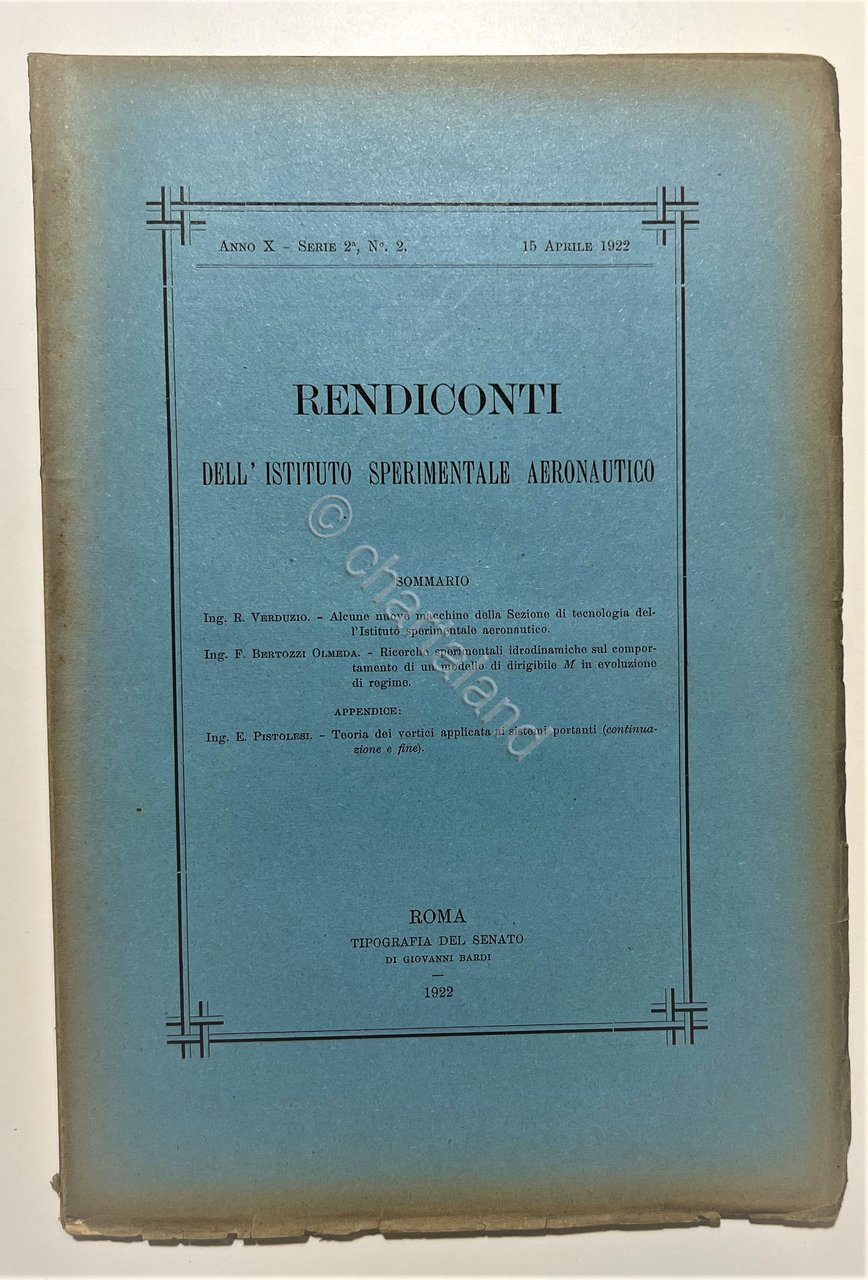 ANNO X – SERIE 2ª, Nº. 2. 15 APRILE 1922
RENDICONTI
DELL' ISTITUTO SPERIMENTALE AERONAUTICO
SOMMARIO
Ing. R. VERDUZIO. – Alcune nuove macchine della Sezione di tecnologia del-
l'Istituto sperimentale aeronautico.
Ing. F. BERTOZZI OLMEDA. – Ricerche sperimentali idrodinamiche sul compor-
tamento di un modello di dirigibile M in evoluzione
di regime.
APPENDICE:
Ing. E. PISTOLESI. – Teoria dei vortici applicata ai sistemi portanti (continua-
zione e fine).
ROMA
TIPOGRAFIA DEL SENATO
DI GIOVANNI BARDI
1922
© chartaland